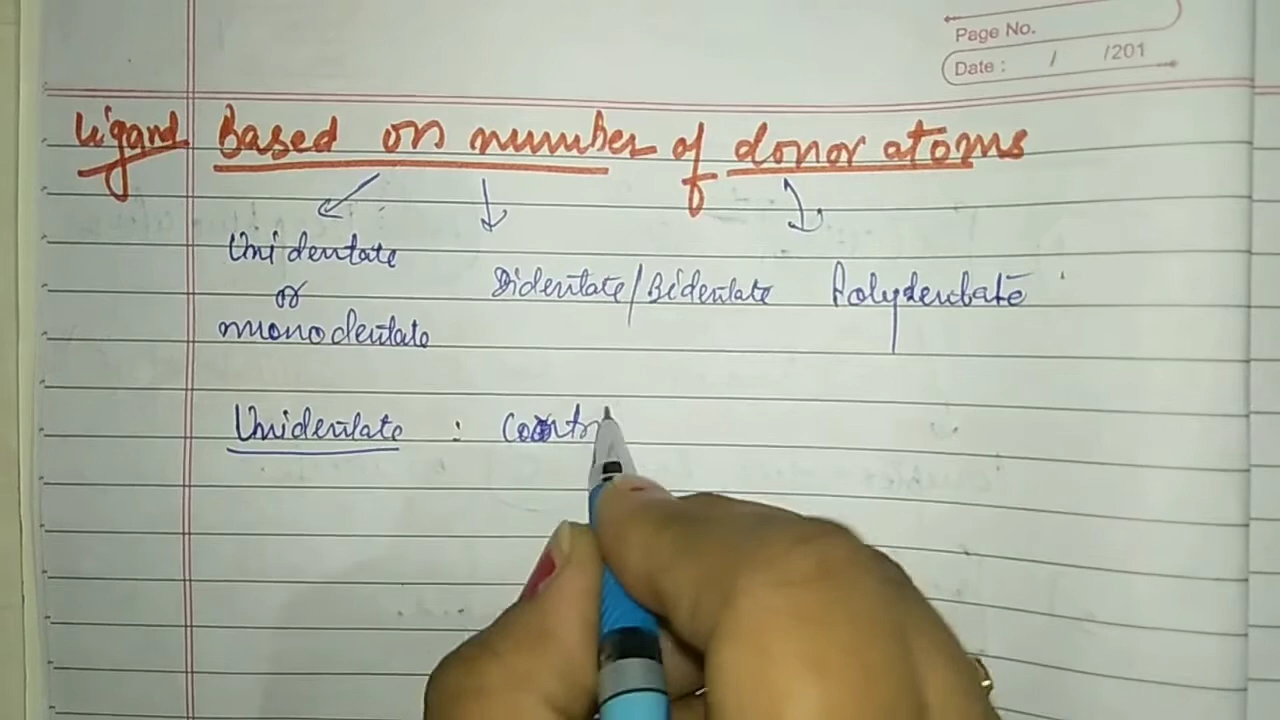 Page No.
Date : / /201
Ligand Based on number of donor atoms
Unidentate
or
monodentate
Didentate/Bidentate
Polydentate
Unidentate :